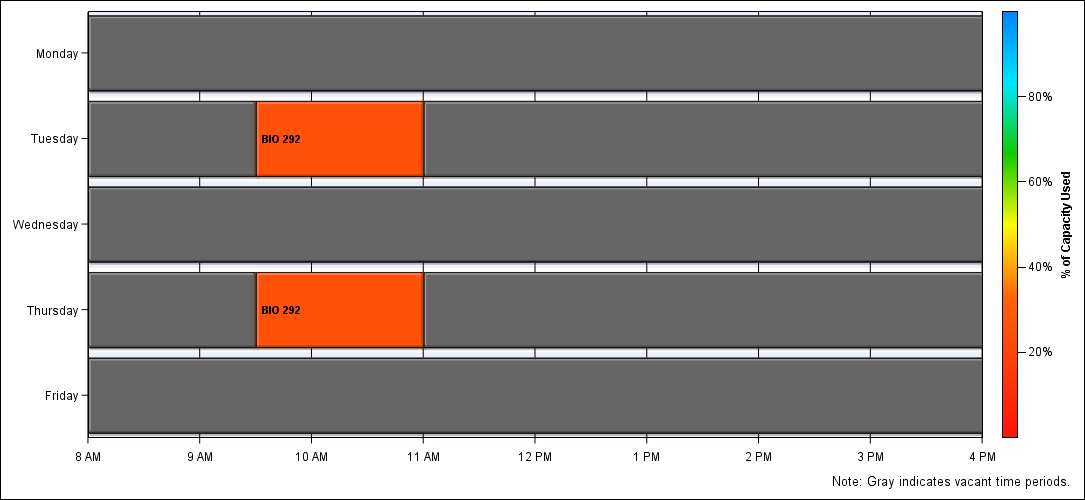 Monday
Tuesday
BIO 292
Wednesday
Thursday
BIO 292
Friday
8 AM 9 AM 10 AM 11 AM 12 PM 1 PM 2 PM 3 PM 4 PM
80%
60%
40%
20%
% of Capacity Used
Note: Gray indicates vacant time periods.